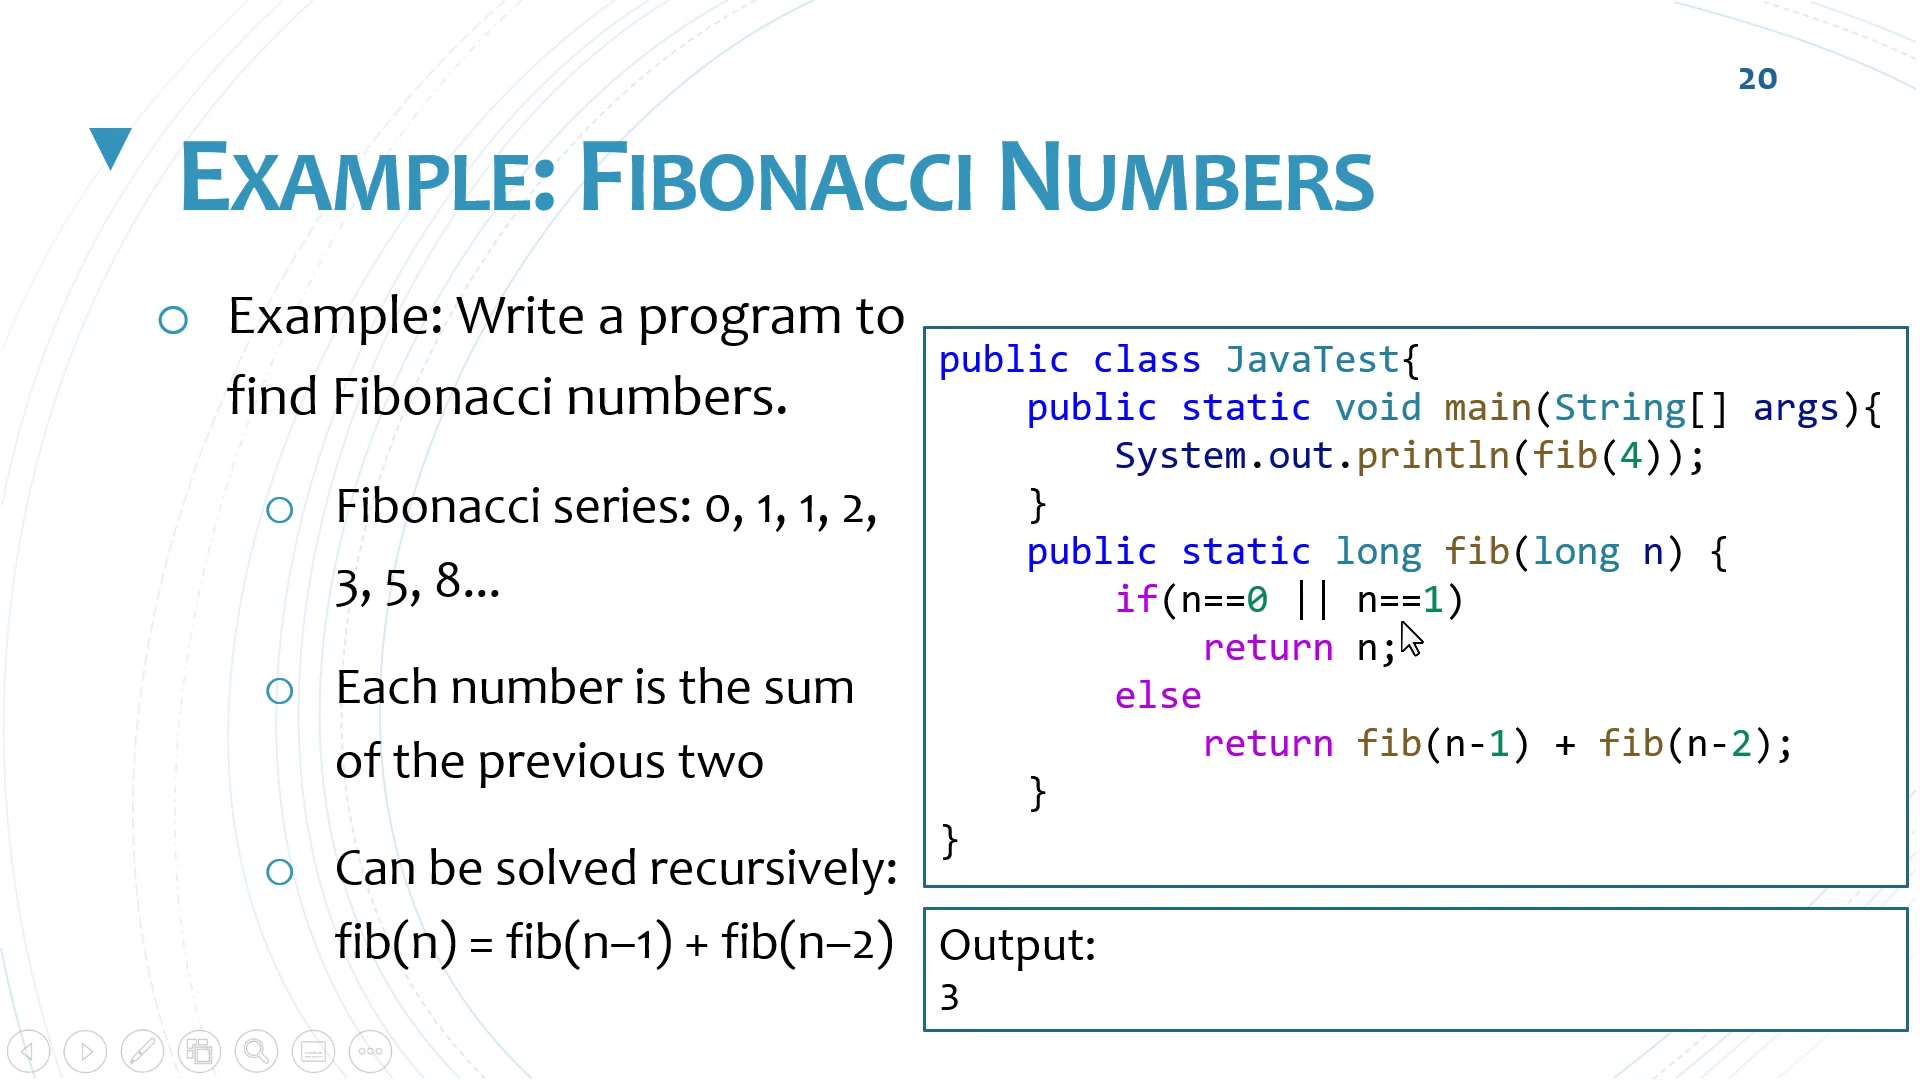 20
EXAMPLE: FIBONACCI NUMBERS
Example: Write a program to
find Fibonacci numbers.
Fibonacci series: 0, 1, 1, 2,
3, 5, 8...
Each number is the sum
of the previous two
Can be solved recursively:
fib(n) = fib(n–1) + fib(n–2)
public class JavaTest{
    public static void main(String[] args){
        System.out.println(fib(4));
    }
    public static long fib(long n) {
        if(n==0 || n==1)
            return n;
        else
            return fib(n-1) + fib(n-2);
    }
}
Output:
3